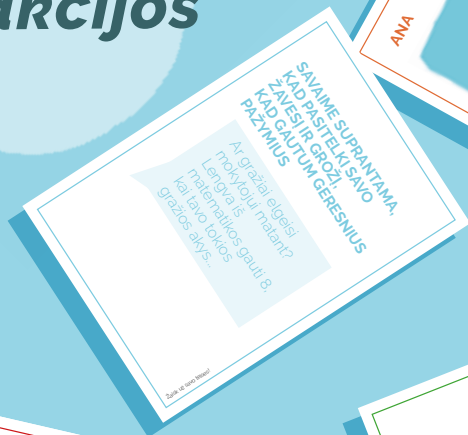 akcijos
ANA
SAVAIME SUPRANTAMA,
KAD PASITELKI SAVO
ŽAVESĮ IR GROŽĮ,
KAD GAUTUM GERESNIUS
PAŽYMIUS
Ar gražiai elgeisi
mokytojui matant?
Lengva iš
matematikos gauti 8,
kai tavo tokios
gražios akys...